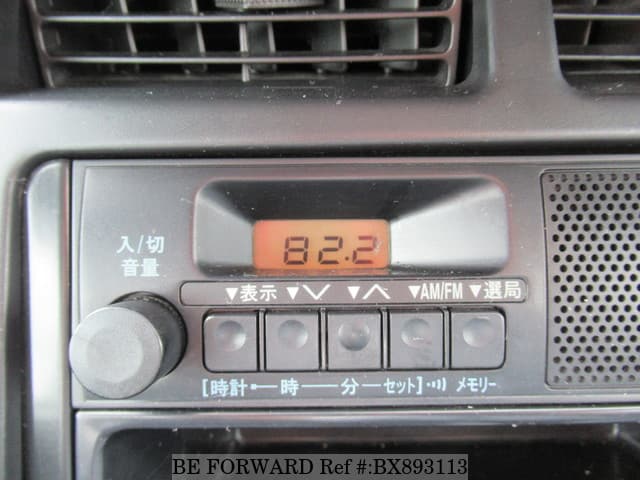 82.2
入/切
音量
▼表示 ▼∨ ▼∧ ▼AM/FM ▼選局
[時計 ━ 時 ━ 分 ━ セット] メモリー
BE FORWARD Ref #:BX893113